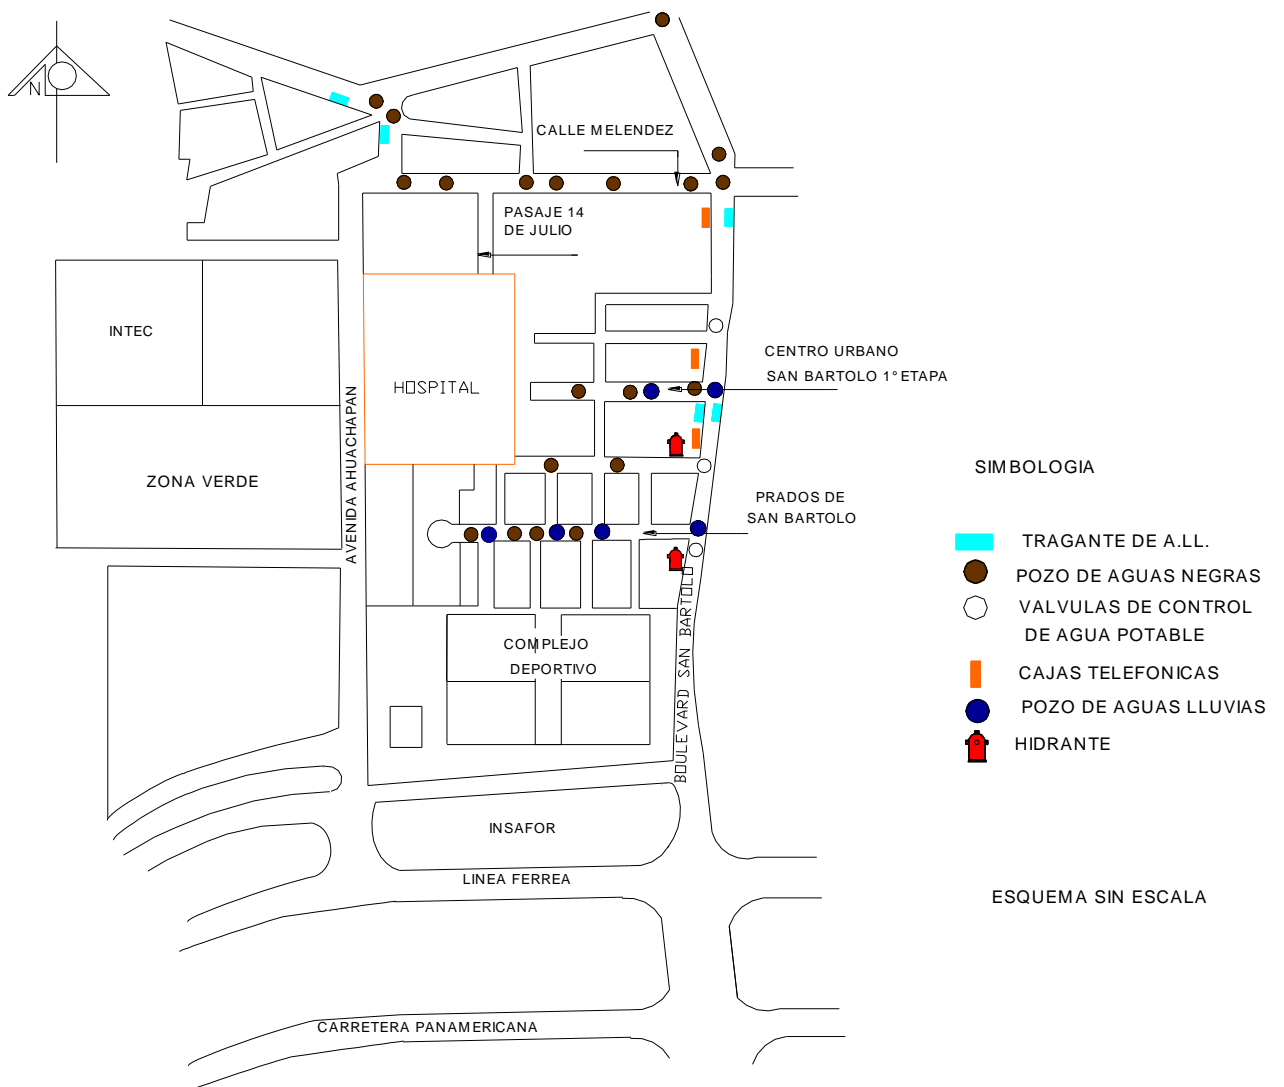 N
CALLE MELENDEZ
PASAJE 14
DE JULIO
INTEC
HOSPITAL
CENTRO URBANO
SAN BARTOLO 1° ETAPA
AVENIDA AHUACHAPAN
ZONA VERDE
PRADOS DE
SAN BARTOLO
SIMBOLOGIA
TRAGANTE DE A.LL.
POZO DE AGUAS NEGRAS
VALVULAS DE CONTROL
DE AGUA POTABLE
CAJAS TELEFONICAS
POZO DE AGUAS LLUVIAS
HIDRANTE
COMPLEJO
DEPORTIVO
BOULEVARD SAN BARTOLO
INSAFOR
LINEA FERREA
ESQUEMA SIN ESCALA
CARRETERA PANAMERICANA